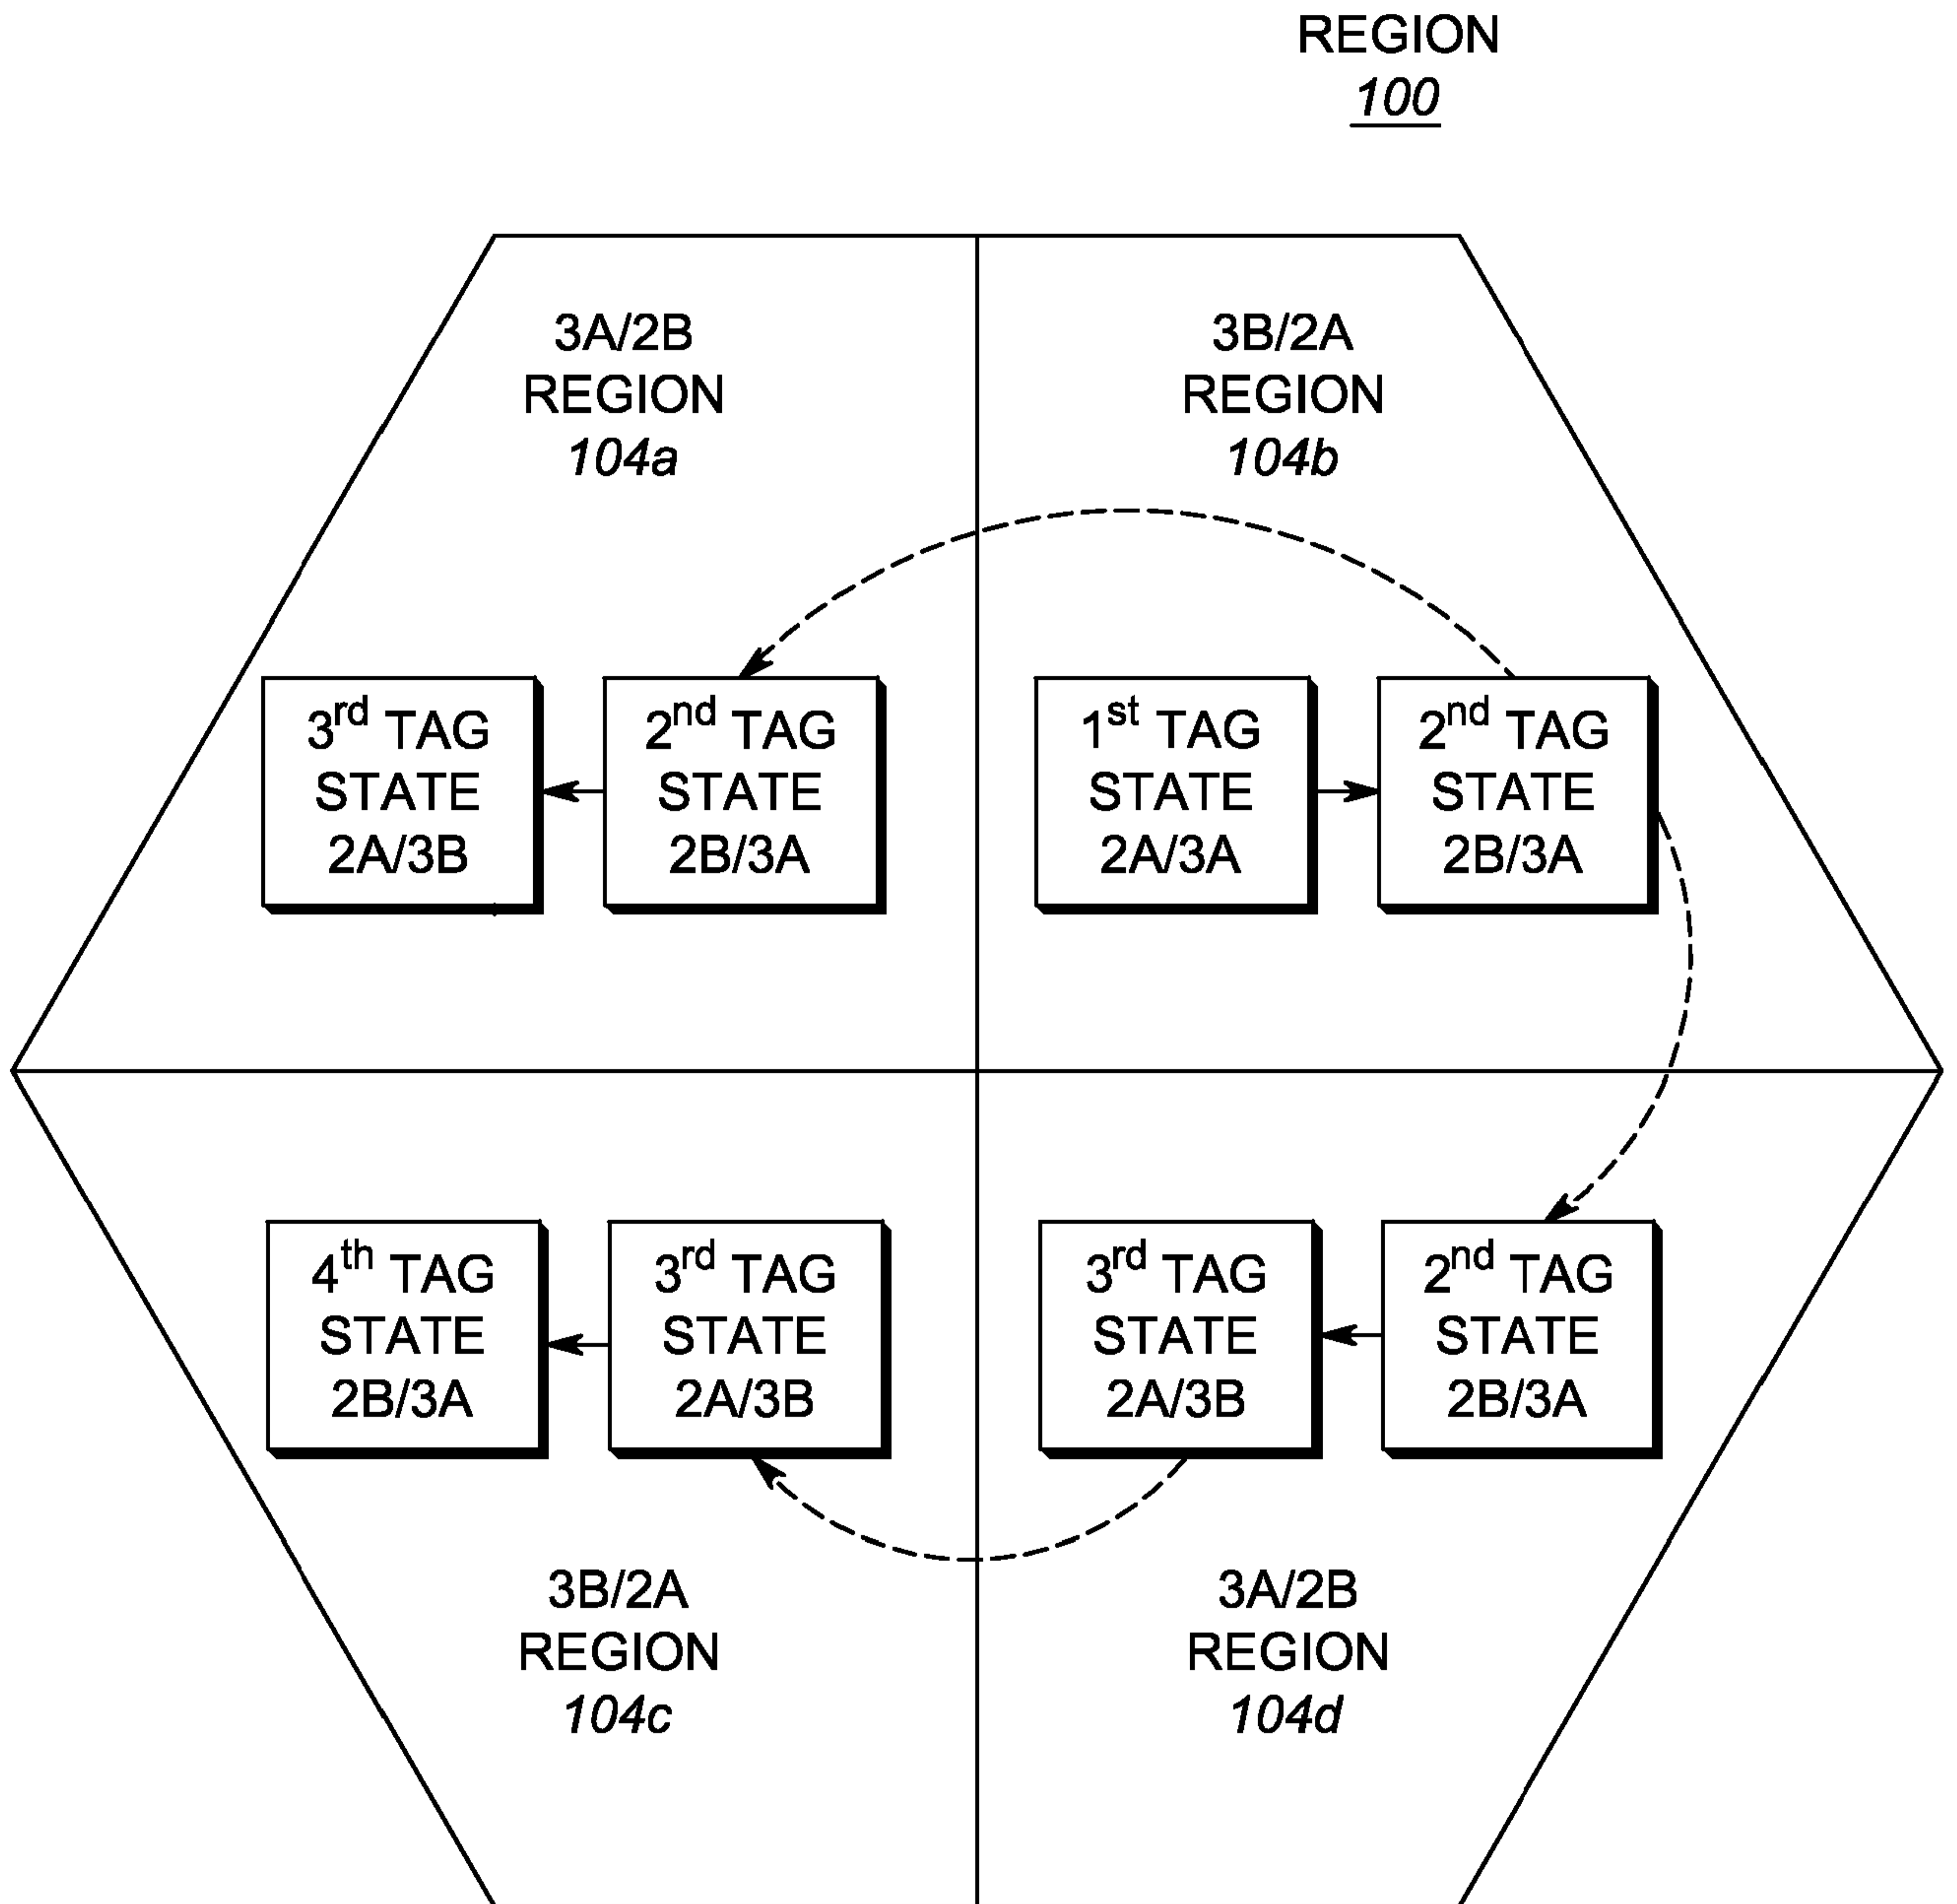 REGION
100
3A/2B
REGION
104a
3B/2A
REGION
104b
3rd TAG
STATE
2A/3B
2nd TAG
STATE
2B/3A
1st TAG
STATE
2A/3A
2nd TAG
STATE
2B/3A
4th TAG
STATE
2B/3A
3rd TAG
STATE
2A/3B
3rd TAG
STATE
2A/3B
2nd TAG
STATE
2B/3A
3B/2A
REGION
104c
3A/2B
REGION
104d